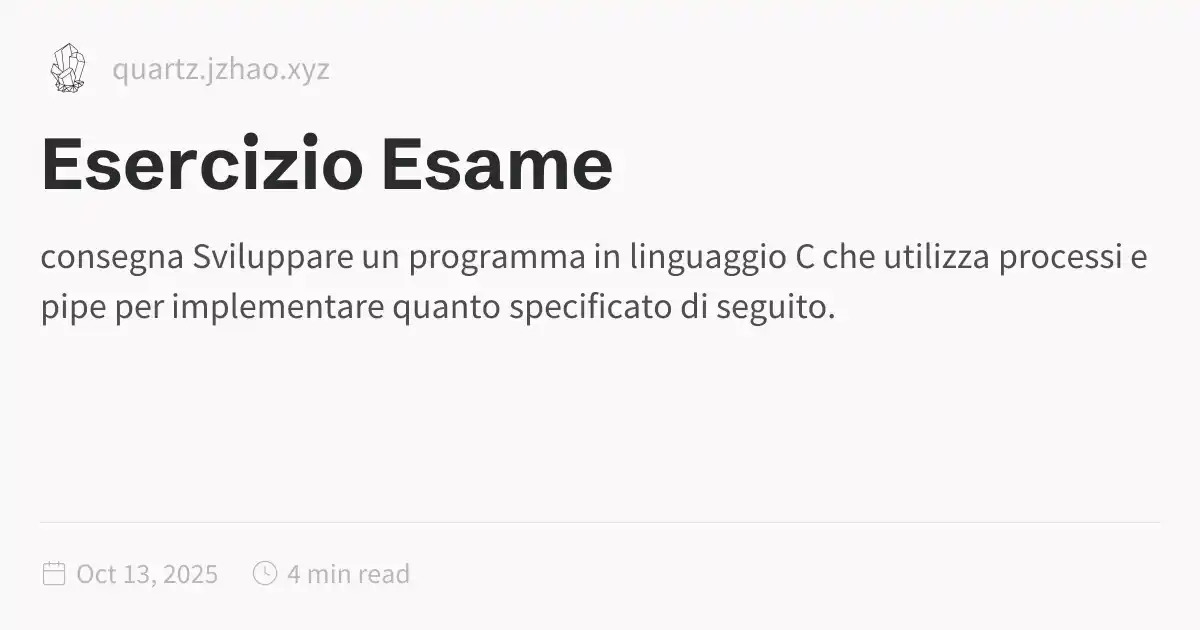 quartz.jzhao.xyz
Esercizio Esame
consegna Sviluppare un programma in linguaggio C che utilizza processi e
pipe per implementare quanto specificato di seguito.
Oct 13, 2025 4 min read